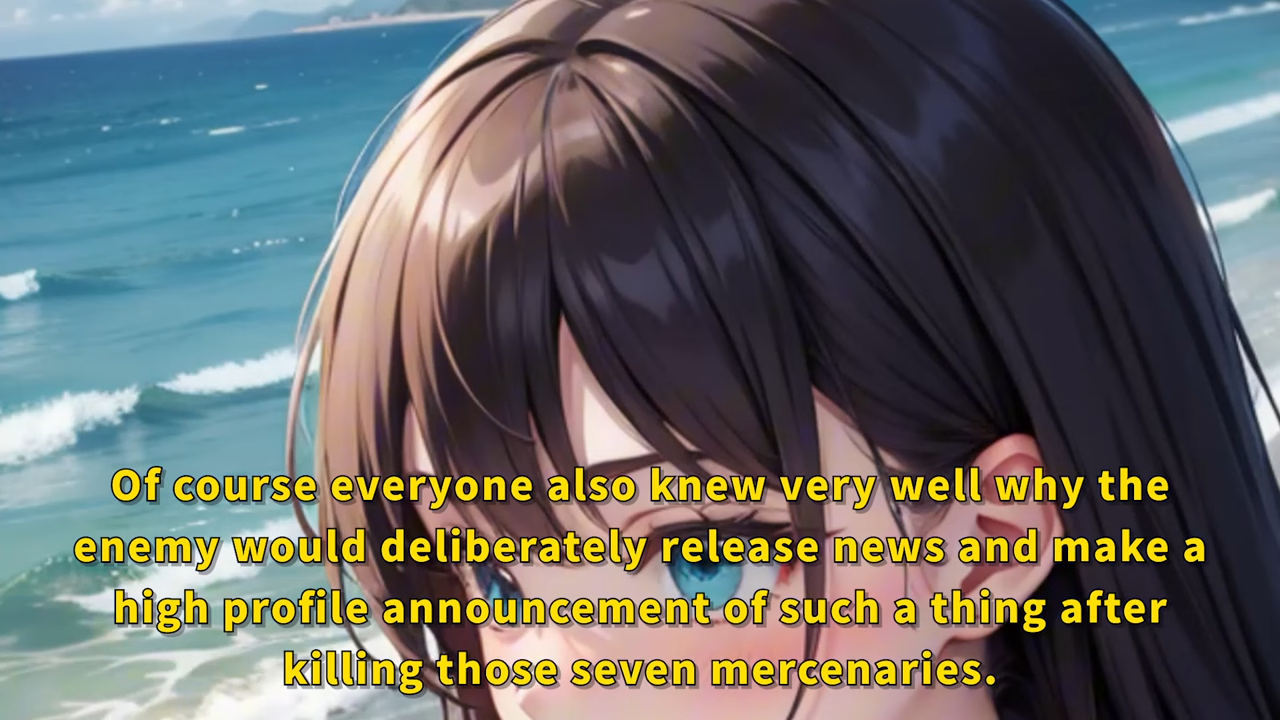 Of course everyone also knew very well why the
enemy would deliberately release news and make a
high profile announcement of such a thing after
killing those seven mercenaries.